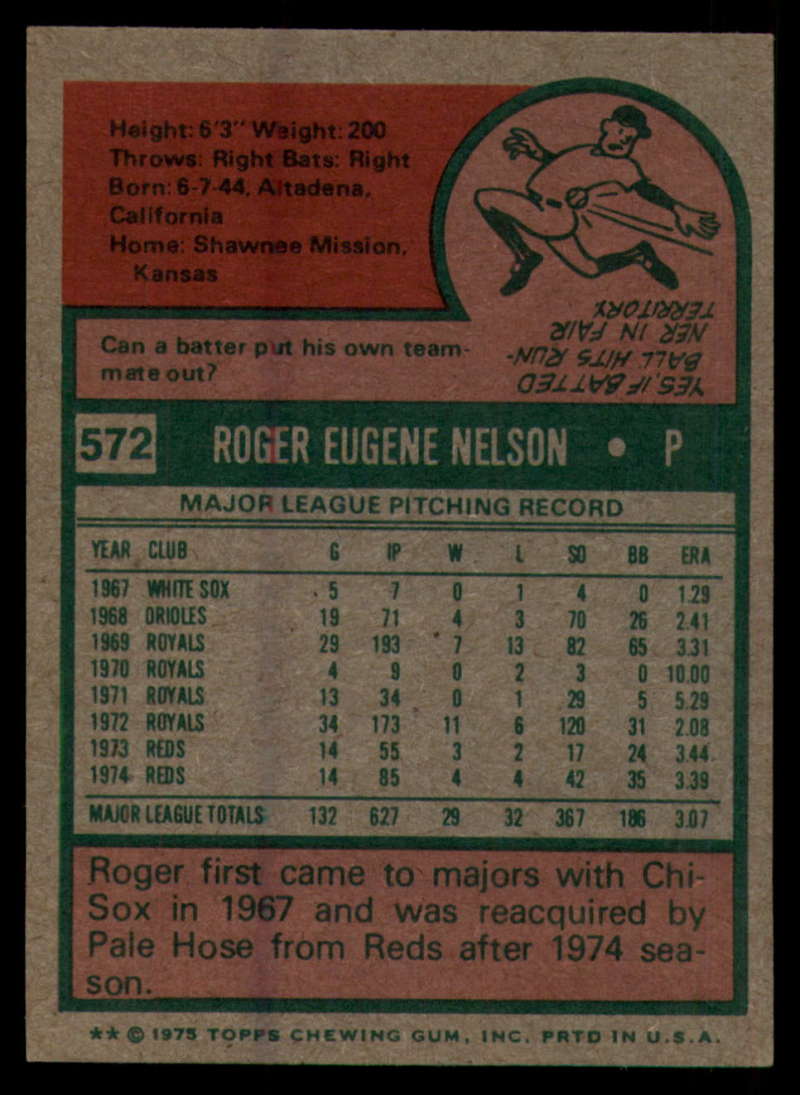 Height: 6'3" Weight: 200
Throws: Right Bats: Right
Born: 6-7-44, Altadena,
California
Home: Shawnee Mission,
Kansas
Can a batter put his own team-
mate out?
YES, IF BATTED
BALL HITS RUN-
NER IN FAIR
TERRITORY.
572 ROGER EUGENE NELSON • P
MAJOR LEAGUE PITCHING RECORD
YEAR CLUB G IP W L SO BB ERA
1967 WHITE SOX 5 7 0 1 4 0 1.29
1968 ORIOLES 19 71 4 3 70 26 2.41
1969 ROYALS 29 193 7 13 82 65 3.31
1970 ROYALS 4 9 0 2 3 0 10.00
1971 ROYALS 13 34 0 1 29 5 5.29
1972 ROYALS 34 173 11 6 120 31 2.08
1973 REDS 14 55 3 2 17 24 3.44
1974 REDS 14 85 4 4 42 35 3.39
MAJOR LEAGUE TOTALS 132 627 29 32 367 186 3.07
Roger first came to majors with Chi-
Sox in 1967 and was reacquired by
Pale Hose from Reds after 1974 sea-
son.
** © 1975 TOPPS CHEWING GUM, INC. PRTD IN U.S.A.